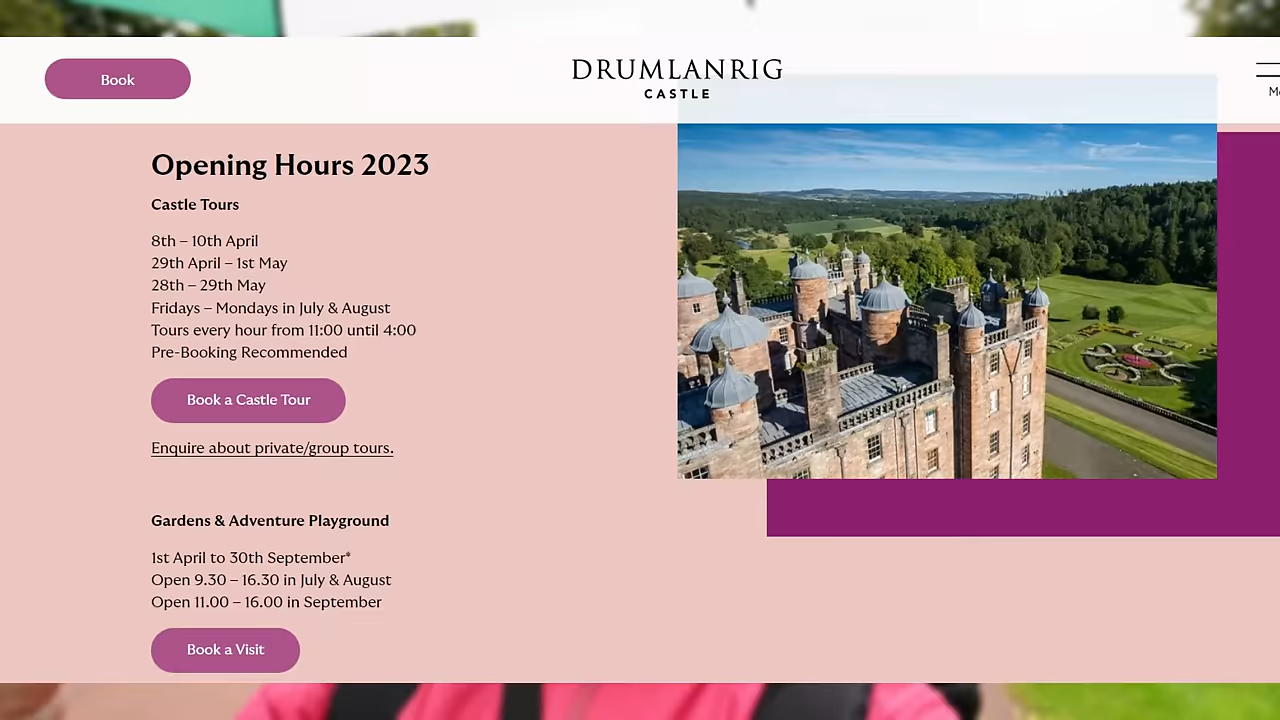 Book
DRUMLANRIG
CASTLE
Opening Hours 2023
Castle Tours
8th – 10th April
29th April – 1st May
28th – 29th May
Fridays – Mondays in July & August
Tours every hour from 11:00 until 4:00
Pre-Booking Recommended
Book a Castle Tour
Enquire about private/group tours.
Gardens & Adventure Playground
1st April to 30th September*
Open 9.30 – 16.30 in July & August
Open 11.00 – 16.00 in September
Book a Visit